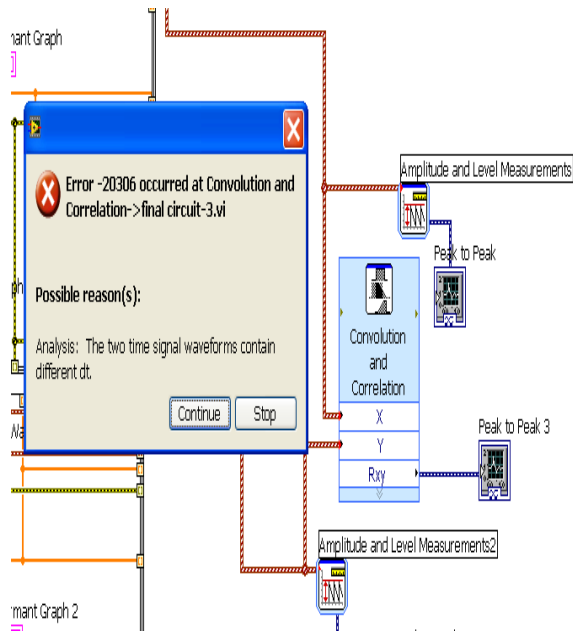 nant Graph
Error -20306 occurred at Convolution and
Correlation->final circuit-3.vi
Possible reason(s):
Analysis: The two time signal waveforms contain
different dt.
Continue
Stop
Amplitude and Level Measurements
Peak to Peak
Convolution
and
Correlation
X
Y
Rxy
Peak to Peak 3
Amplitude and Level Measurements2
rmant Graph 2